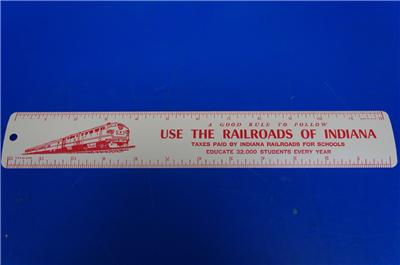 A GOOD RULE TO FOLLOW
USE THE RAILROADS OF INDIANA
TAXES PAID BY INDIANA RAILROADS FOR SCHOOLS
EDUCATE 32,000 STUDENTS EVERY YEAR